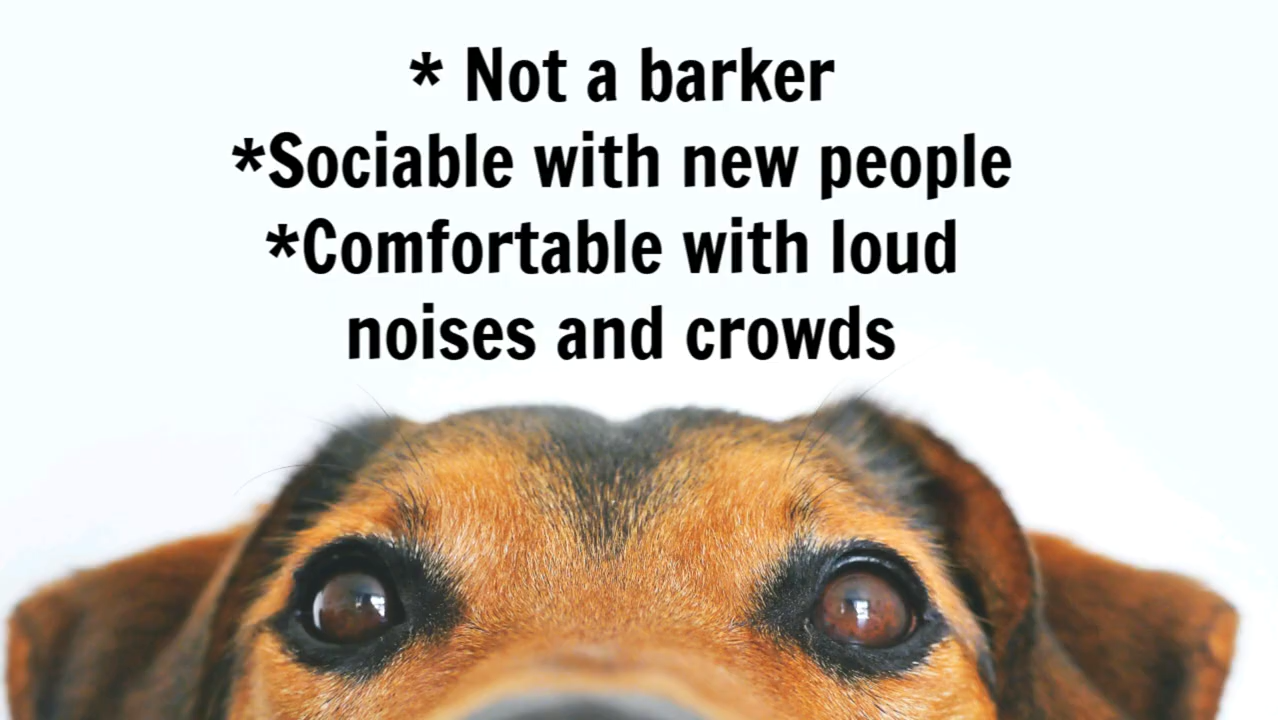 * Not a barker
*Sociable with new people
*Comfortable with loud
noises and crowds